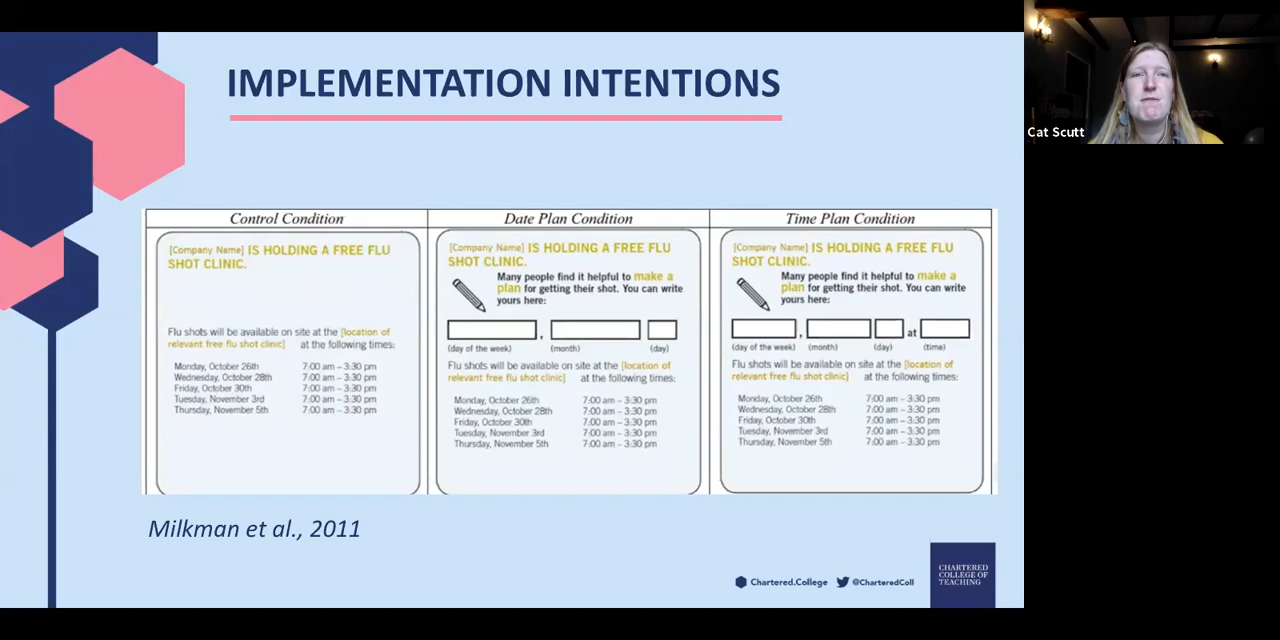 IMPLEMENTATION INTENTIONS
Cat Scutt
Control Condition
[Company Name] IS HOLDING A FREE FLU
SHOT CLINIC.
Flu shots will be available on site at the [location of
relevant free flu shot clinic] at the following times:
Monday, October 26th 7:00 am – 3:30 pm
Wednesday, October 28th 7:00 am – 3:30 pm
Friday, October 30th 7:00 am – 3:30 pm
Tuesday, November 3rd 7:00 am – 3:30 pm
Thursday, November 5th 7:00 am – 3:30 pm
Date Plan Condition
[Company Name] IS HOLDING A FREE FLU
SHOT CLINIC.
Many people find it helpful to make a
plan for getting their shot. You can write
yours here:
,
(day of the week) (month) (day)
Flu shots will be available on site at the [location of
relevant free flu shot clinic] at the following times:
Monday, October 26th 7:00 am – 3:30 pm
Wednesday, October 28th 7:00 am – 3:30 pm
Friday, October 30th 7:00 am – 3:30 pm
Tuesday, November 3rd 7:00 am – 3:30 pm
Thursday, November 5th 7:00 am – 3:30 pm
Time Plan Condition
[Company Name] IS HOLDING A FREE FLU
SHOT CLINIC.
Many people find it helpful to make a
plan for getting their shot. You can write
yours here:
, at
(day of the week) (month) (day) (time)
Flu shots will be available on site at the [location of
relevant free flu shot clinic] at the following times:
Monday, October 26th 7:00 am – 3:30 pm
Wednesday, October 28th 7:00 am – 3:30 pm
Friday, October 30th 7:00 am – 3:30 pm
Tuesday, November 3rd 7:00 am – 3:30 pm
Thursday, November 5th 7:00 am – 3:30 pm
Milkman et al., 2011
Chartered.College @CharteredColl
CHARTERED
COLLEGE OF
TEACHING